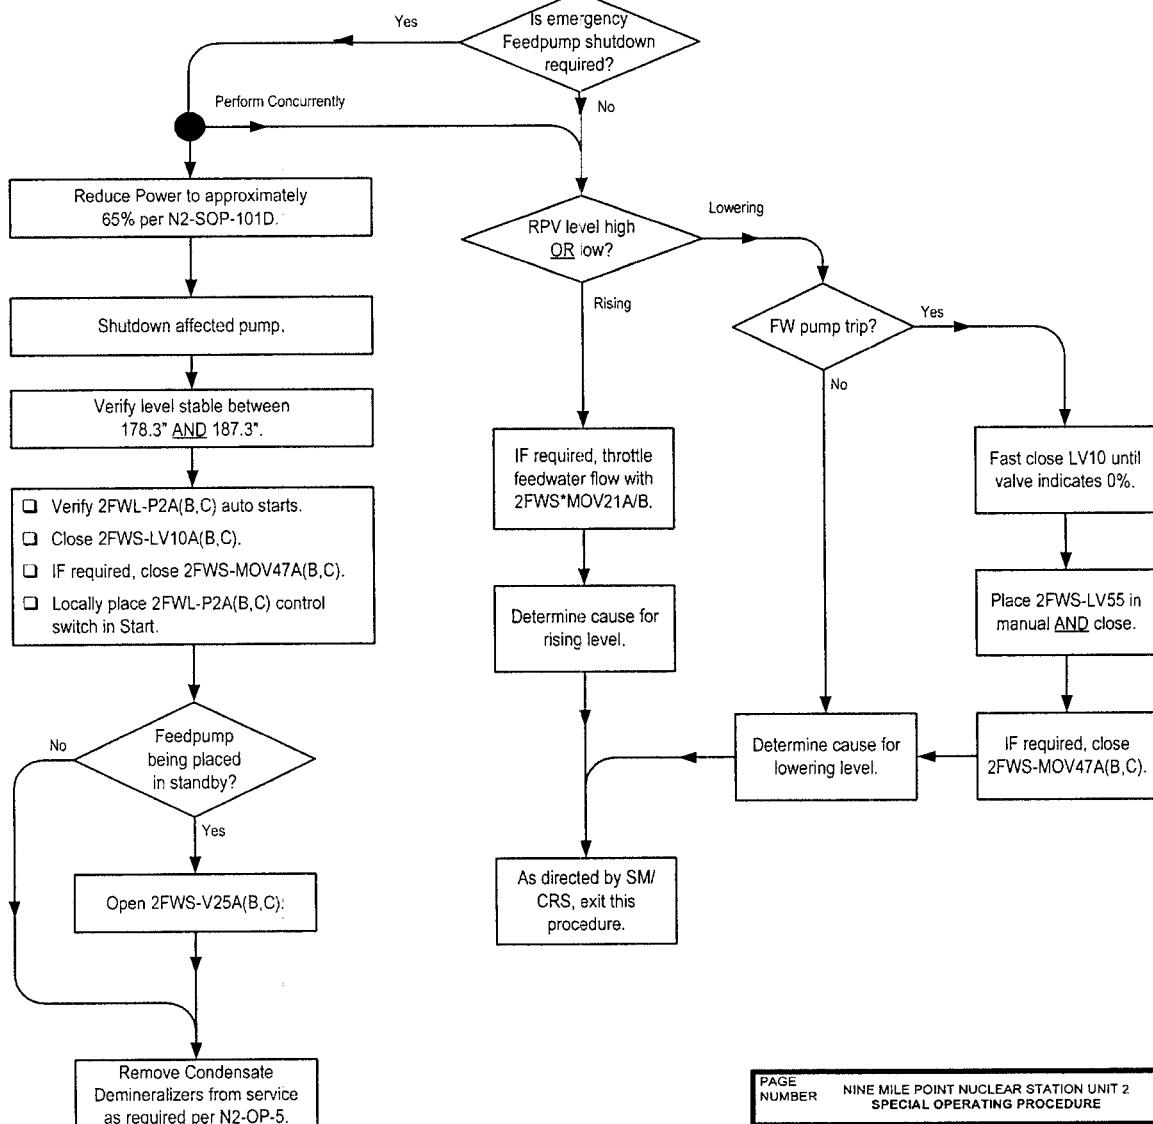 Is emergency
Feedpump shutdown
required?
Yes
No
Perform Concurrently
Reduce Power to approximately
65% per N2-SOP-101D.
Shutdown affected pump.
Verify level stable between
178.3" AND 187.3".
Verify 2FWL-P2A(B,C) auto starts.
Close 2FWS-LV10A(B,C).
IF required, close 2FWS-MOV47A(B,C).
Locally place 2FWL-P2A(B,C) control
switch in Start.
Feedpump
being placed
in standby?
No
Yes
Open 2FWS-V25A(B,C).
Remove Condensate
Demineralizers from service
as required per N2-OP-5.
RPV level high
OR low?
Lowering
Rising
IF required, throttle
feedwater flow with
2FWS*MOV21A/B.
Determine cause for
rising level.
As directed by SM/
CRS, exit this
procedure.
FW pump trip?
Yes
No
Fast close LV10 until
valve indicates 0%.
Place 2FWS-LV55 in
manual AND close.
IF required, close
2FWS-MOV47A(B,C).
Determine cause for
lowering level.
PAGE
NUMBER
NINE MILE POINT NUCLEAR STATION UNIT 2
SPECIAL OPERATING PROCEDURE